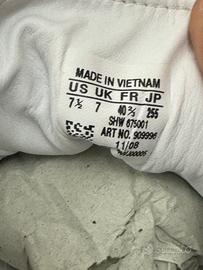 MADE IN VIETNAM
US UK FR JP
7½ 7 40⅔ 255
SHW 675001
ART NO. 909996
11/08